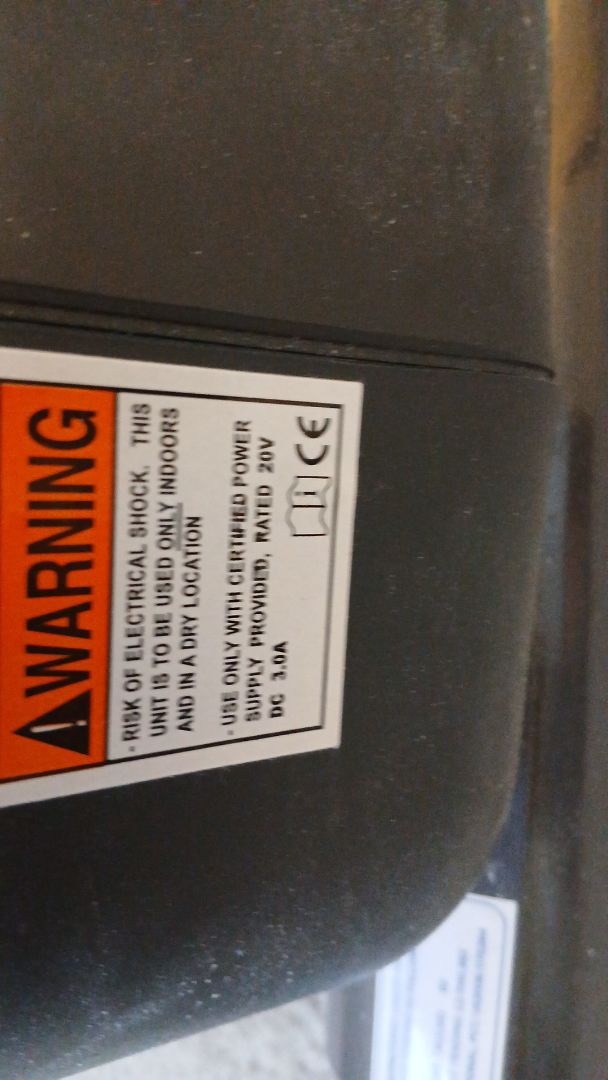 WARNING
- RISK OF ELECTRICAL SHOCK. THIS
UNIT IS TO BE USED ONLY INDOORS
AND IN A DRY LOCATION
- USE ONLY WITH CERTIFIED POWER
SUPPLY PROVIDED, RATED 20V
DC 3.0A
CE